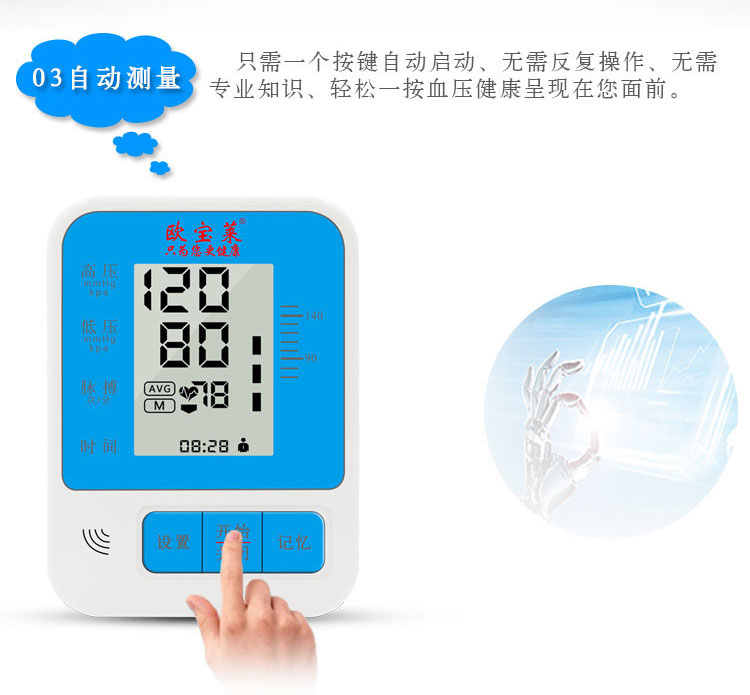 03自动测量
只需一个按键自动启动、无需反复操作、无需
专业知识、轻松一按血压健康呈现在您面前。
欧宝莱®
只为您更健康
高压
mmHg
kpa
120
低压
mmHg
kpa
80
140
90
脉搏
次/分
AVG
M
78
时间
08:28
设置
开始
记忆